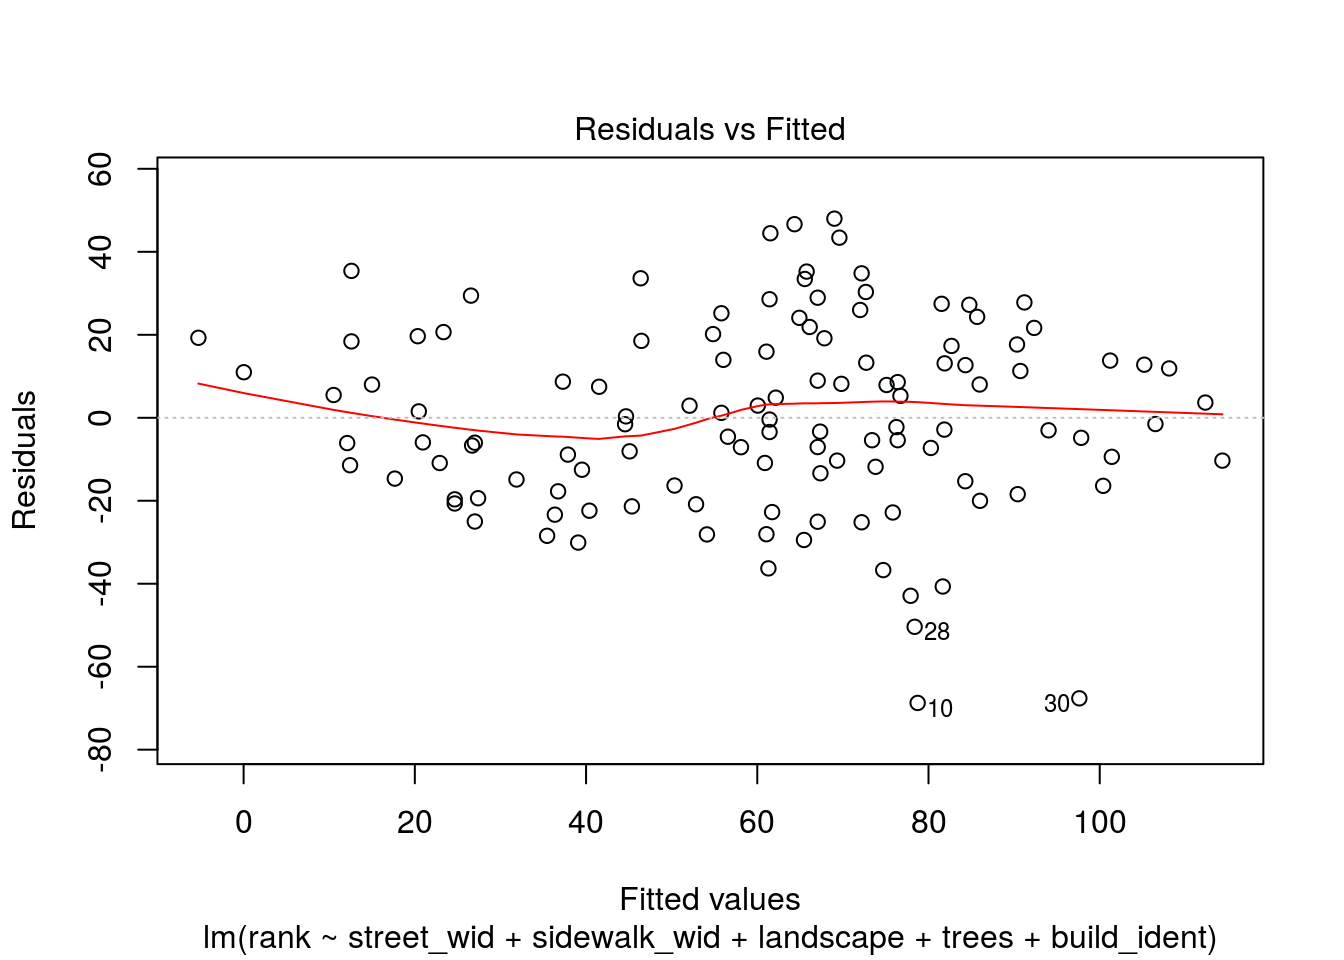 Residuals vs Fitted
60
40
20
0
-20
-40
-60
-80
Residuals
28
10
30
0 20 40 60 80 100
Fitted values
lm(rank ~ street_wid + sidewalk_wid + landscape + trees + build_ident)